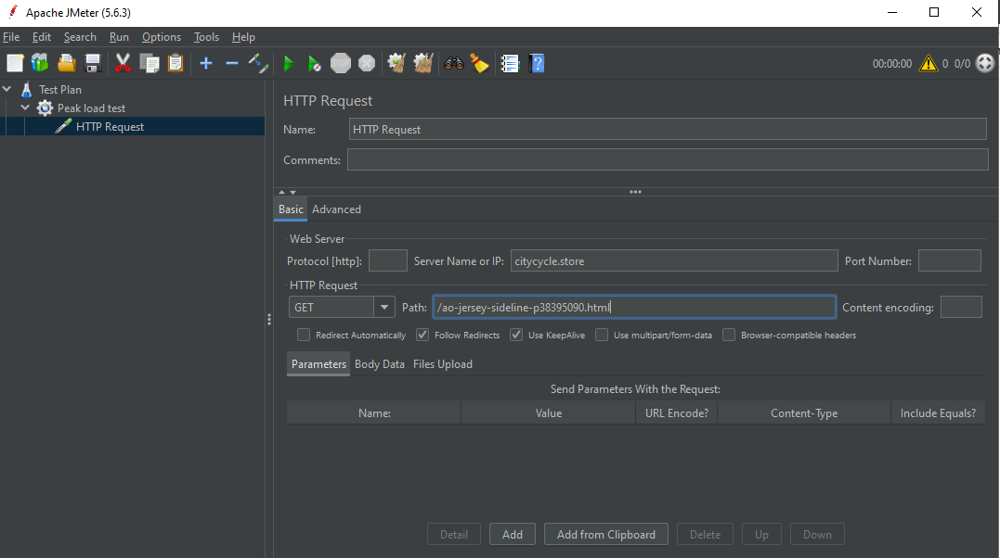 Apache JMeter (5.6.3)
File Edit Search Run Options Tools Help
STOP 00:00:00 0 0/0
Test Plan
Peak load test
HTTP Request
HTTP Request
Name: HTTP Request
Comments:
Basic Advanced
Web Server
Protocol [http]: Server Name or IP: citycycle.store Port Number:
HTTP Request
GET Path: /ao-jersey-sideline-p38395090.html Content encoding:
Redirect Automatically Follow Redirects Use KeepAlive Use multipart/form-data Browser-compatible headers
Parameters Body Data Files Upload
Send Parameters With the Request:
Name: Value URL Encode? Content-Type Include Equals?
Detail Add Add from Clipboard Delete Up Down